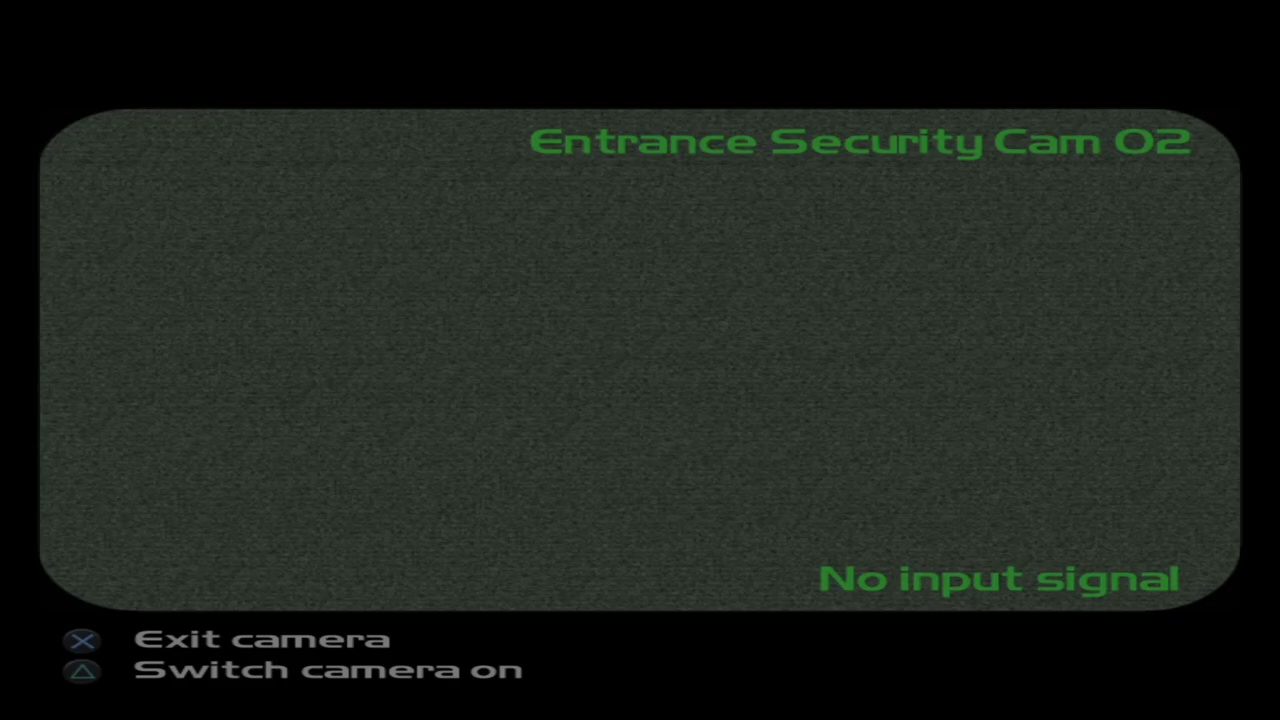 Entrance Security Cam 02
No input signal
Exit camera
Switch camera on